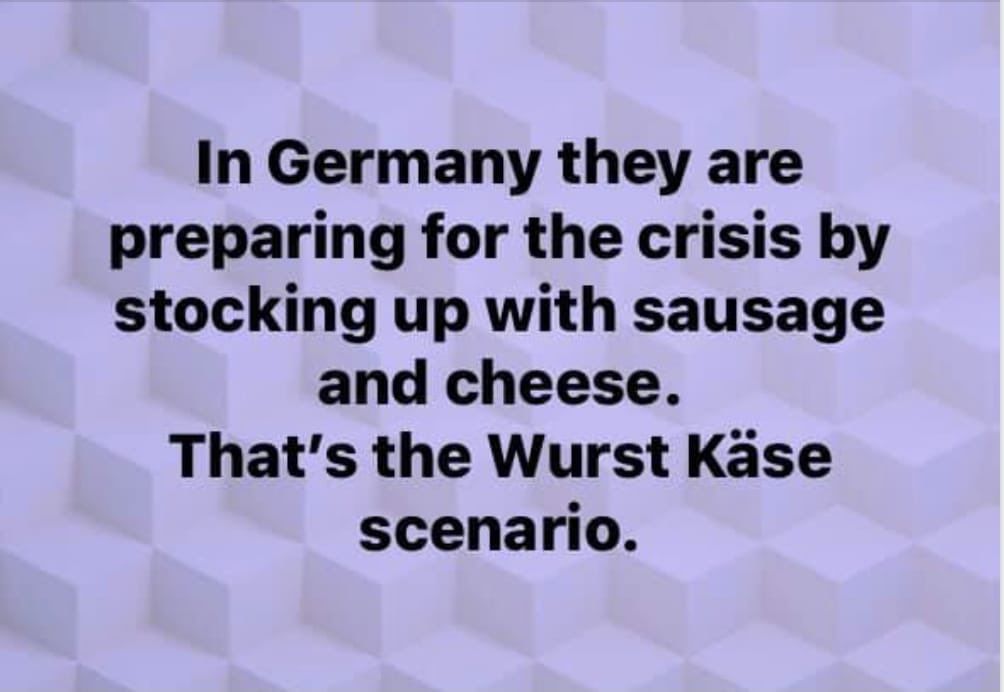 In Germany they are
preparing for the crisis by
stocking up with sausage
and cheese.
That’s the Wurst Käse
scenario.